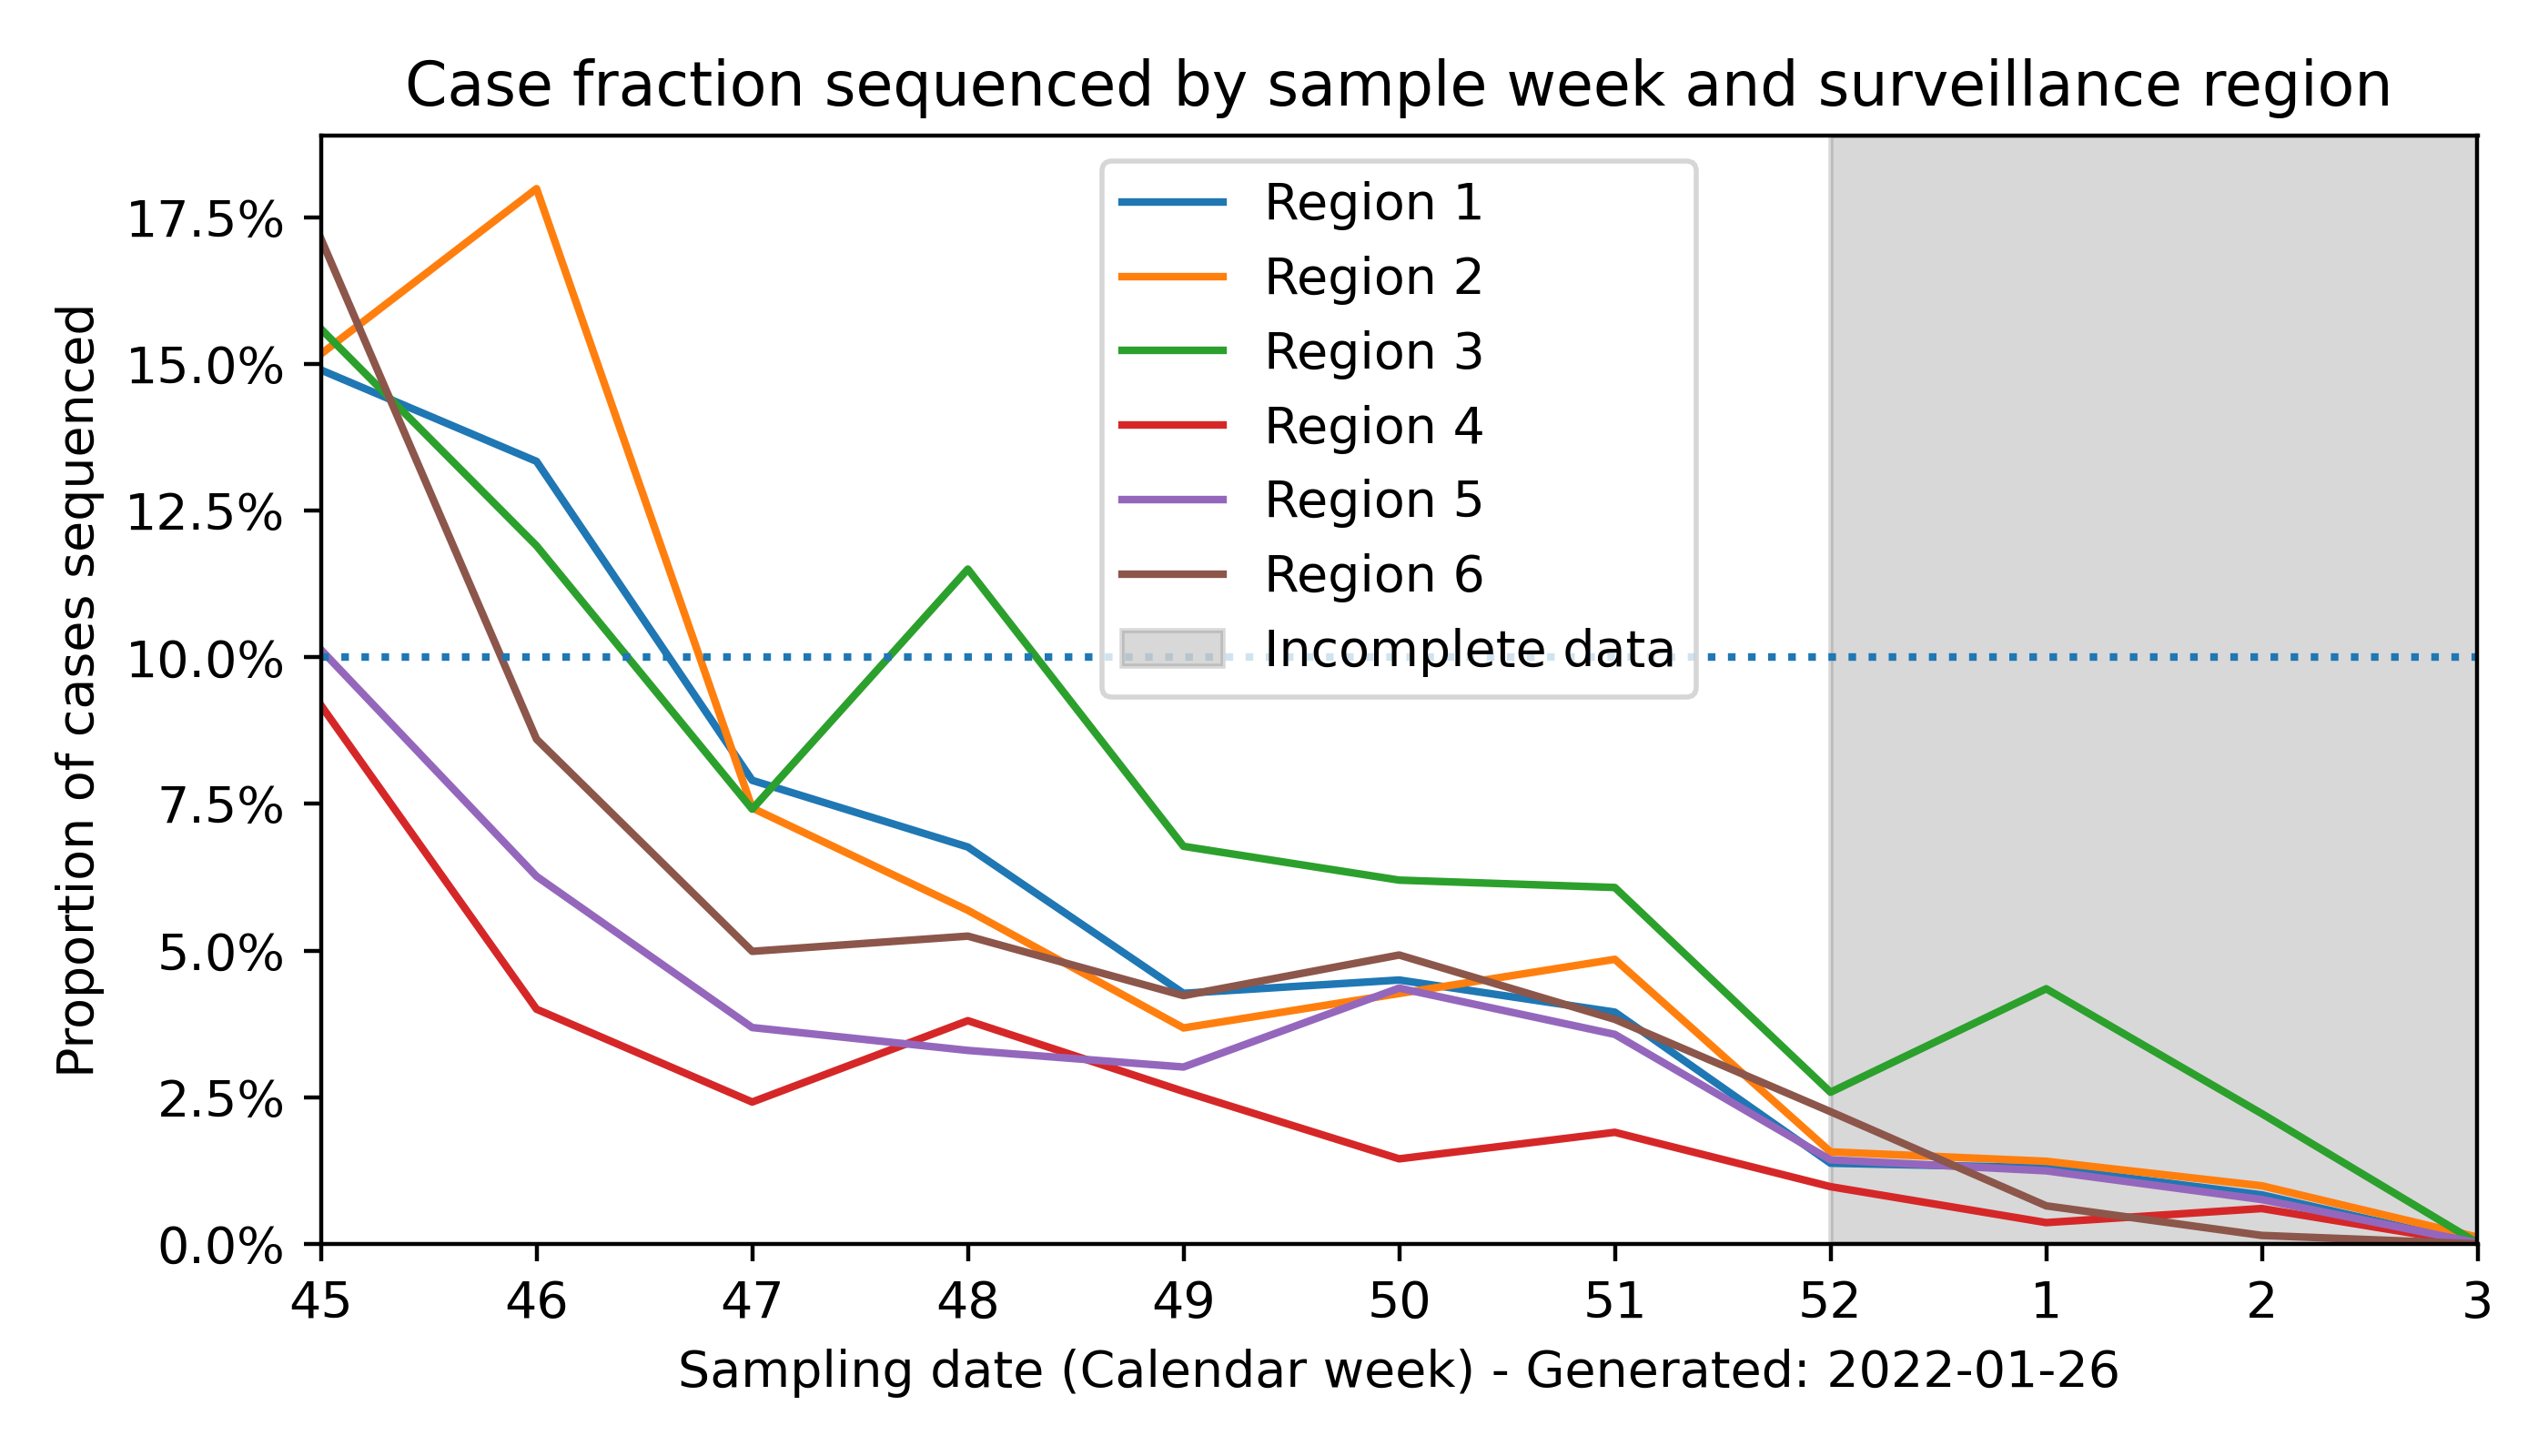 Case fraction sequenced by sample week and surveillance region
Proportion of cases sequenced
17.5%
15.0%
12.5%
10.0%
7.5%
5.0%
2.5%
0.0%
Region 1
Region 2
Region 3
Region 4
Region 5
Region 6
Incomplete data
45 46 47 48 49 50 51 52 1 2 3
Sampling date (Calendar week) - Generated: 2022-01-26